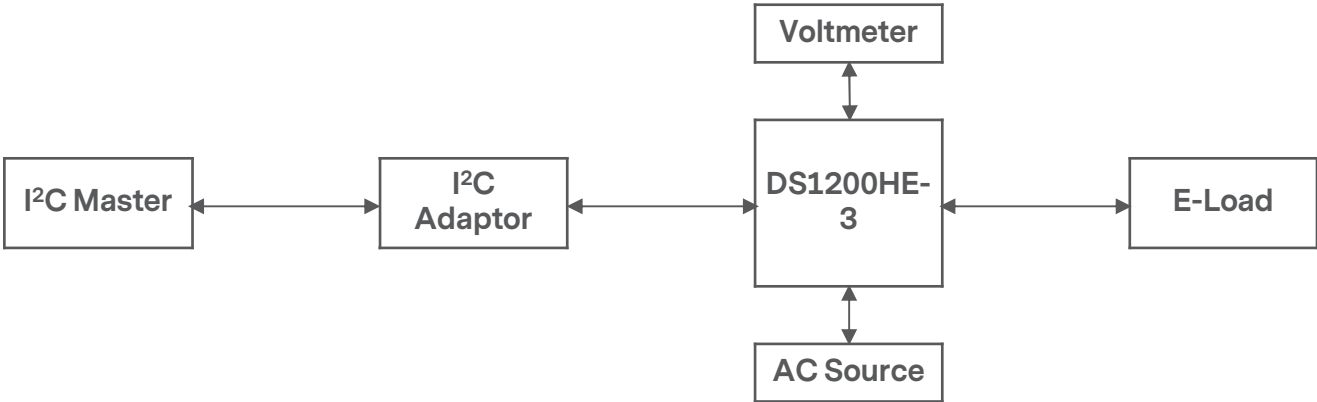 Voltmeter
I²C Master
I²C
Adaptor
DS1200HE-
3
E-Load
AC Source